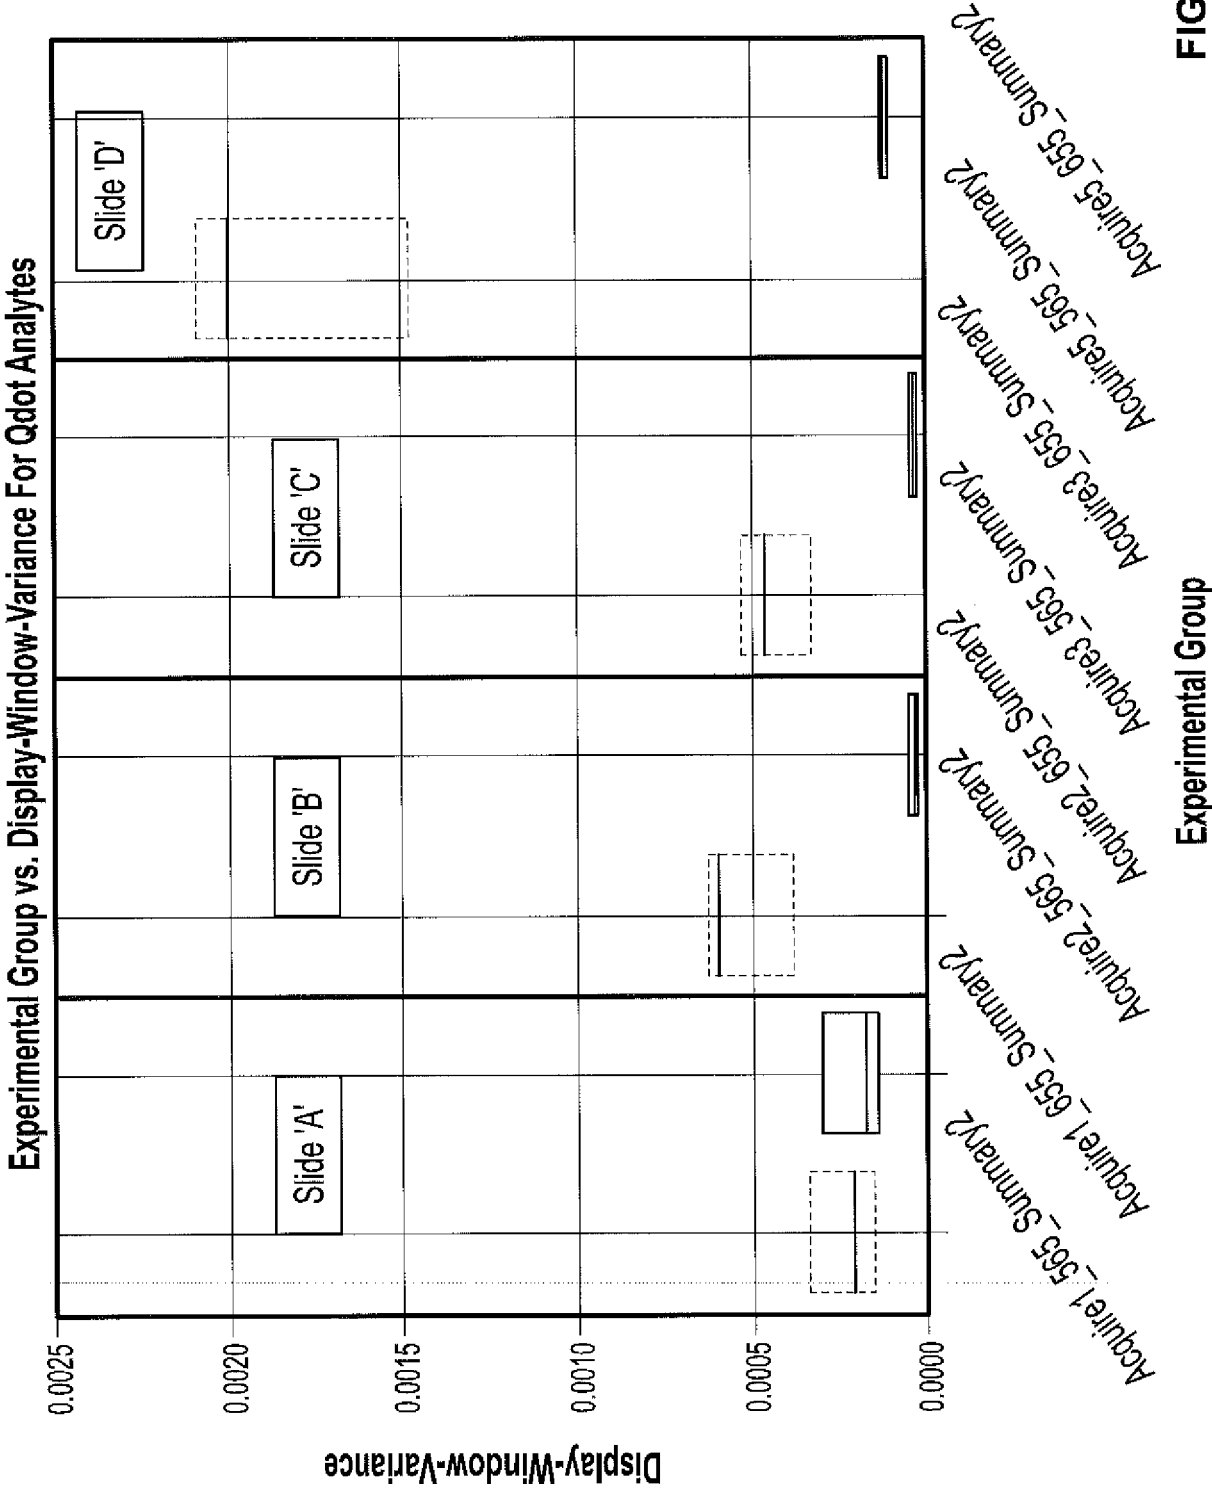 Experimental Group vs. Display-Window-Variance For Qdot Analytes
Display-Window-Variance
0.0025
0.0020
0.0015
0.0010
0.0005
0.0000
Slide 'A'
Slide 'B'
Slide 'C'
Slide 'D'
Acquire1_565_Summary2
Acquire1_655_Summary2
Acquire2_565_Summary2
Acquire2_655_Summary2
Acquire3_565_Summary2
Acquire3_655_Summary2
Acquire5_565_Summary2
Acquire5_655_Summary2
Experimental Group
FIG